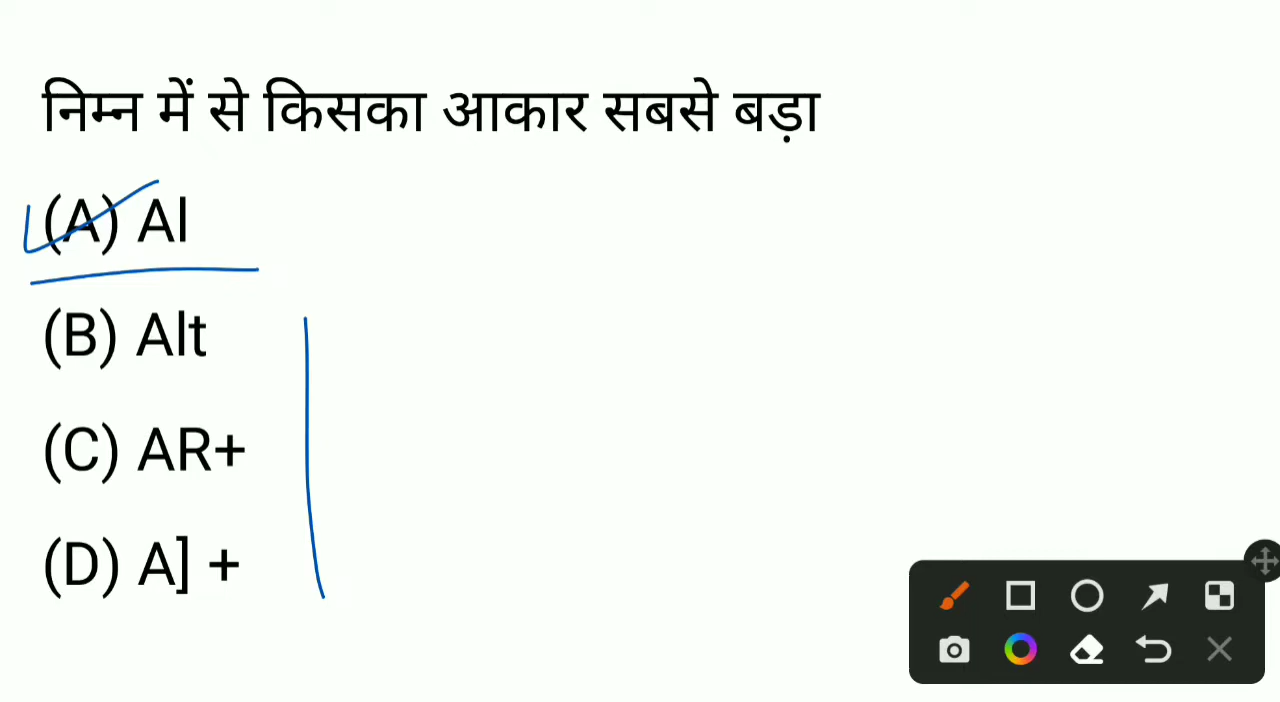 निम्न में से किसका आकार सबसे बड़ा
(A) Al
(B) Alt
(C) AR+
(D) A] +